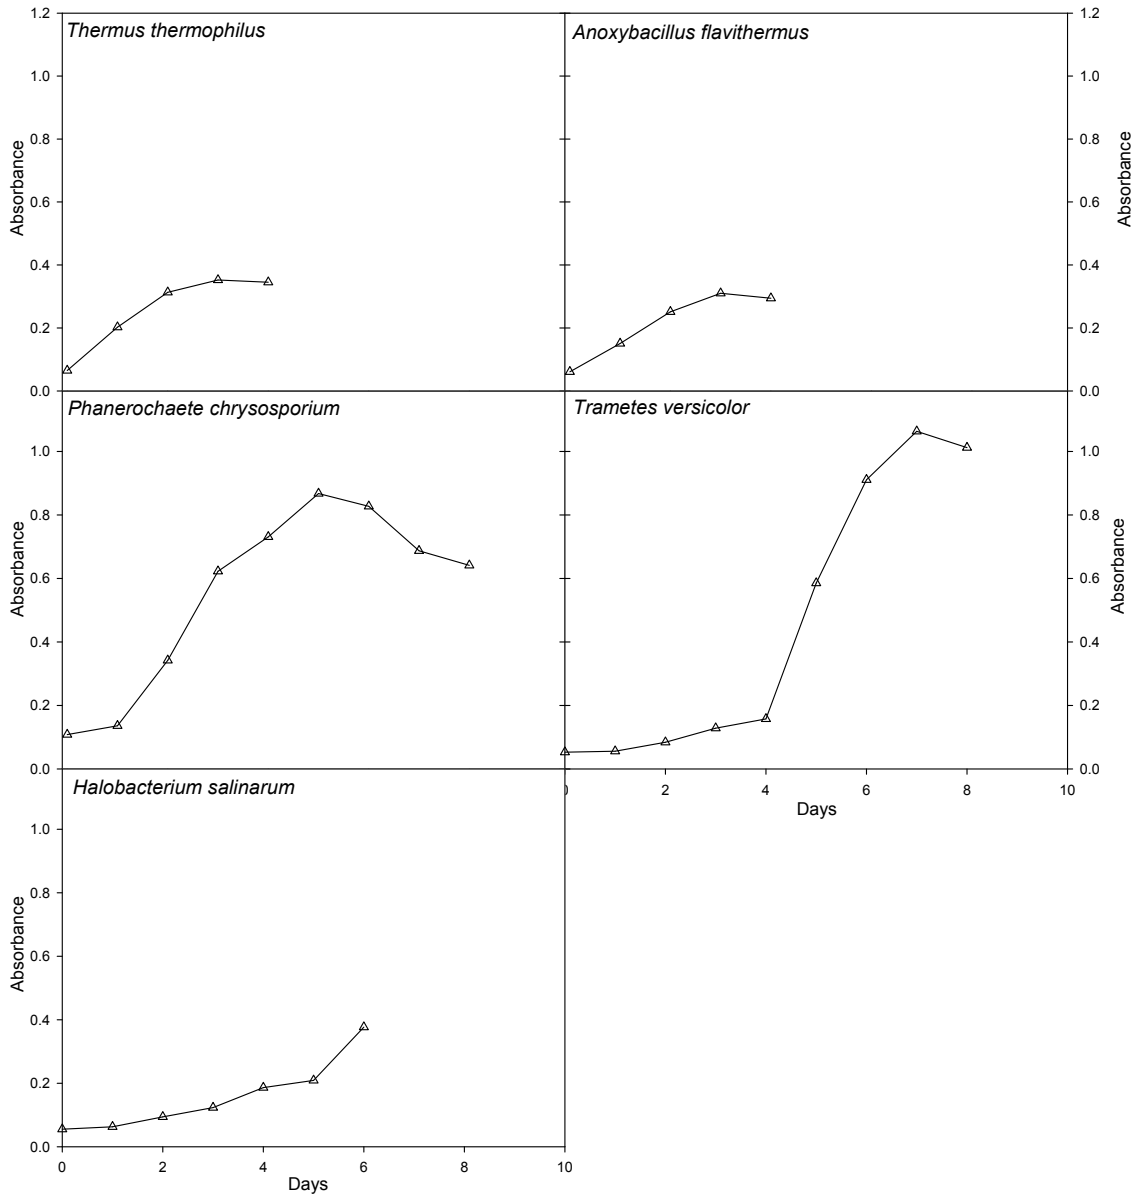 1.2
Thermus thermophilus
1.0
0.8
0.6
0.4
0.2
0.0
Absorbance
Anoxybacillus flavithermus
1.2
1.0
0.8
0.6
0.4
0.2
0.0
Absorbance
Phanerochaete chrysosporium
1.0
0.8
0.6
0.4
0.2
0.0
Absorbance
Trametes versicolor
1.0
0.8
0.6
0.4
0.2
0.0
Absorbance
0 2 4 6 8 10
Days
Halobacterium salinarum
1.0
0.8
0.6
0.4
0.2
0.0
Absorbance
0 2 4 6 8 10
Days